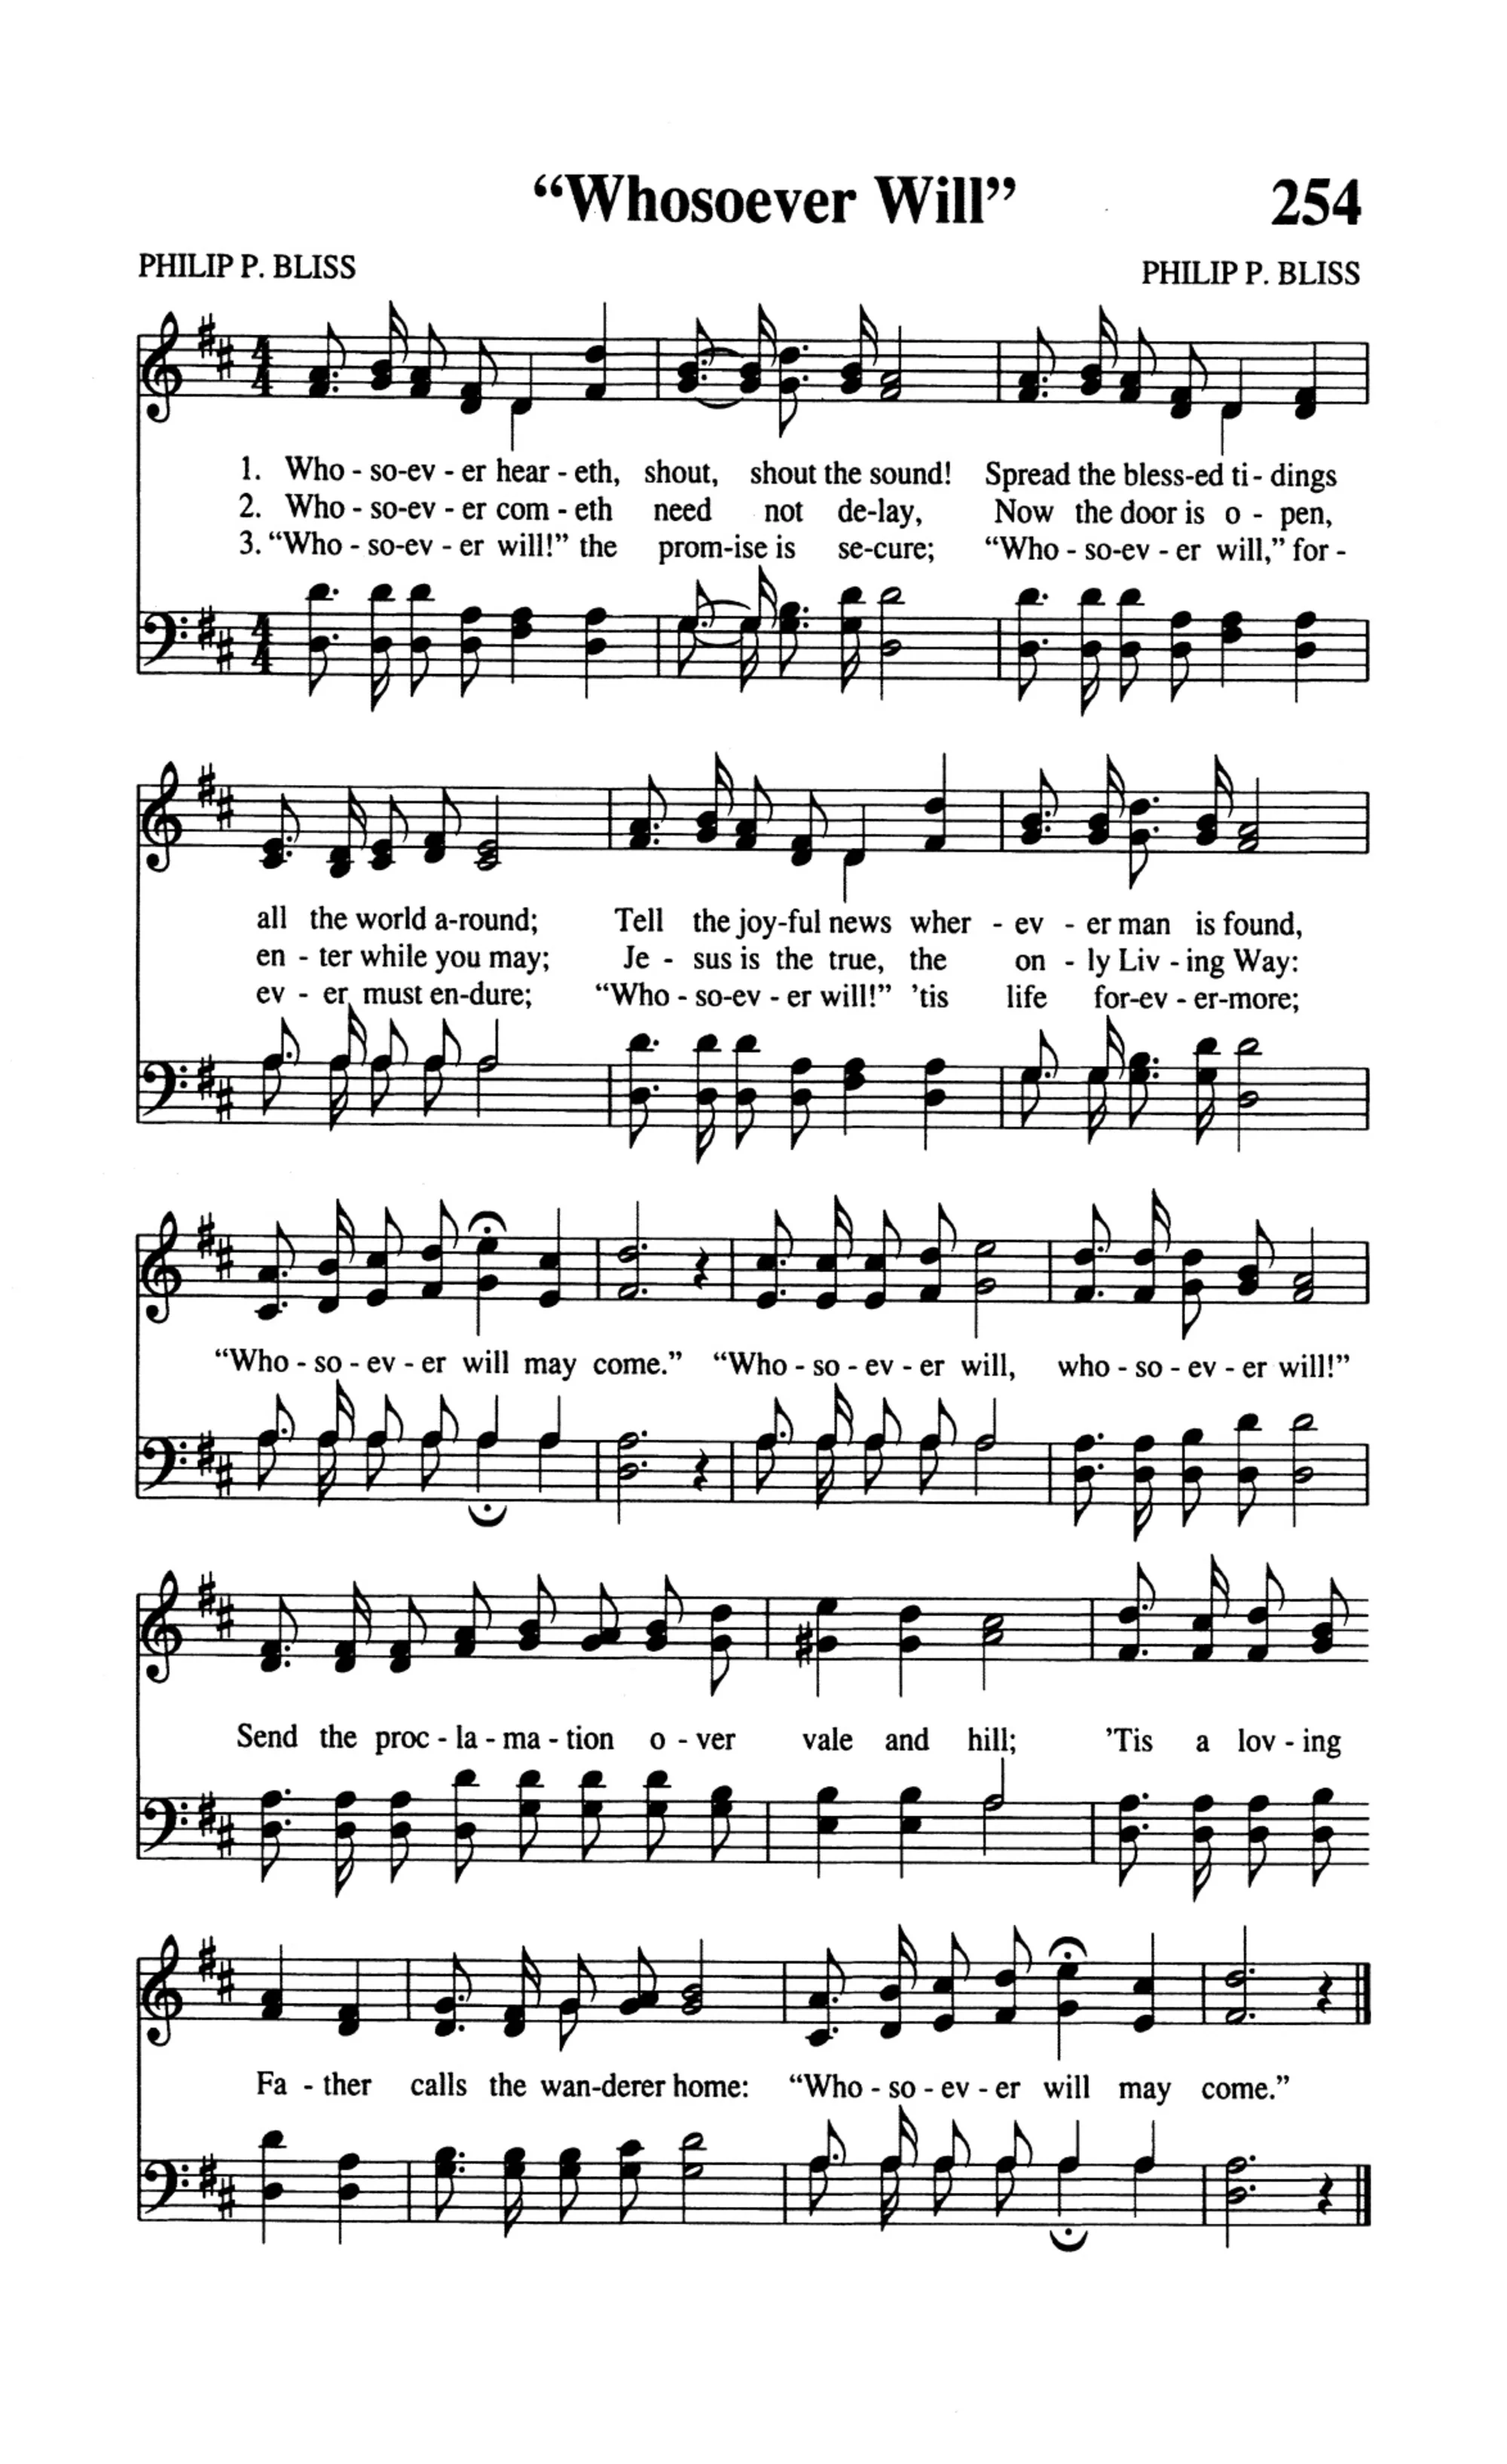 “Whosoever Will” 254
PHILIP P. BLISS PHILIP P. BLISS
1. Who - so-ev - er hear - eth, shout, shout the sound! Spread the bless-ed ti - dings
2. Who - so-ev - er com - eth need not de-lay, Now the door is o - pen,
3. “Who - so-ev - er will!” the prom-ise is se-cure; “Who - so-ev - er will,” for -
all the world a-round; Tell the joy-ful news wher - ev - er man is found,
en - ter while you may; Je - sus is the true, the on - ly Liv - ing Way:
ev - er must en-dure; “Who - so-ev - er will!” ’tis life for-ev - er-more;
“Who - so - ev - er will may come.” “Who - so - ev - er will, who - so - ev - er will!”
Send the proc - la - ma - tion o - ver vale and hill; ’Tis a lov - ing
Fa - ther calls the wan-derer home: “Who - so - ev - er will may come.”